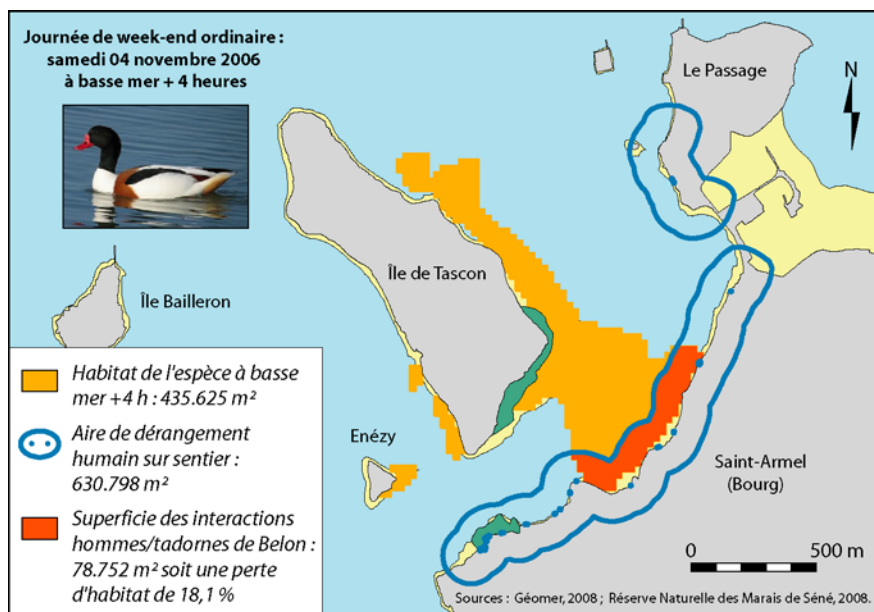 Journée de week-end ordinaire :
samedi 04 novembre 2006
à basse mer + 4 heures
Le Passage
N
Île de Tascon
Île Bailleron
Habitat de l'espèce à basse
mer +4 h : 435.625 m²
Aire de dérangement
humain sur sentier :
630.798 m²
Superficie des interactions
hommes/tadornes de Belon :
78.752 m² soit une perte
d'habitat de 18,1 %
Enézy
Saint-Armel
(Bourg)
0 500 m
Sources : Géomer, 2008 ; Réserve Naturelle des Marais de Séné, 2008.